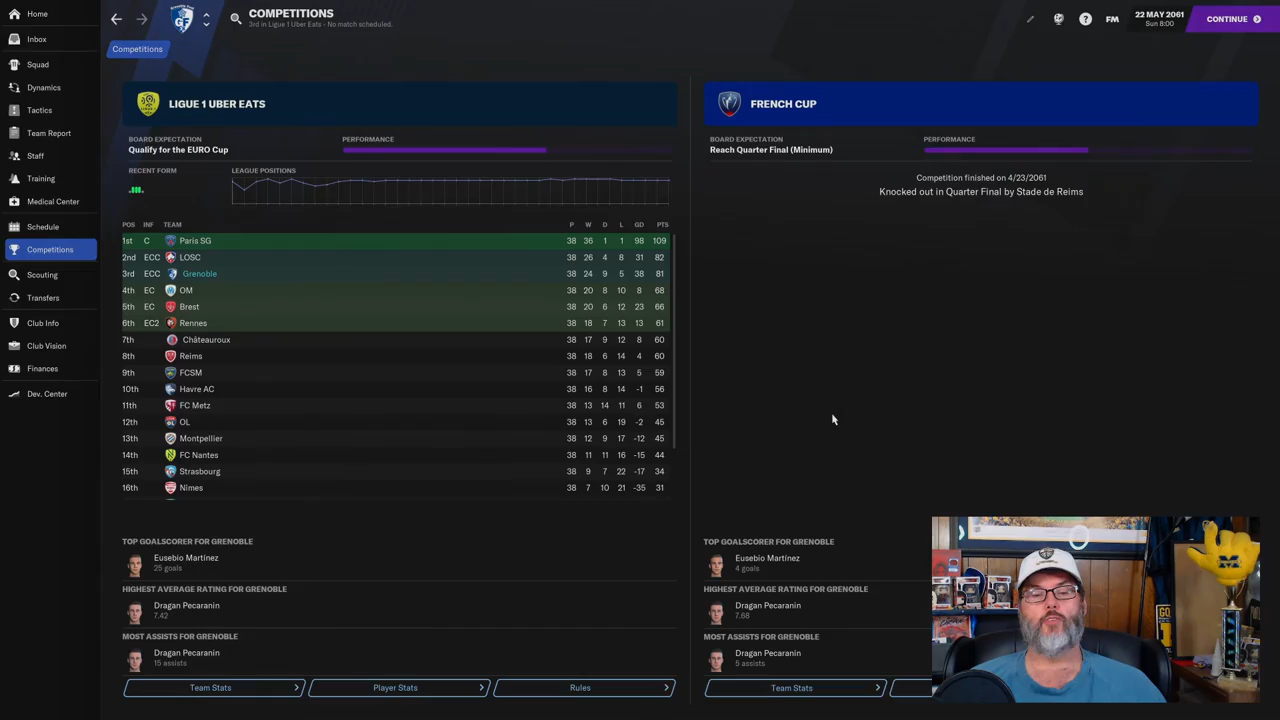 Home
Inbox
Squad
Dynamics
Tactics
Team Report
Staff
Training
Medical Center
Schedule
Competitions
Scouting
Transfers
Club Info
Club Vision
Finances
Dev. Center
COMPETITIONS
3rd in Ligue 1 Uber Eats - No match scheduled.
FM
22 MAY 2061
Sun 8:00
CONTINUE
Competitions
LIGUE 1 UBER EATS
BOARD EXPECTATION PERFORMANCE
Qualify for the EURO Cup
RECENT FORM LEAGUE POSITIONS
POS INF TEAM P W D L GD PTS
1st C Paris SG 38 36 1 1 98 109
2nd ECC LOSC 38 26 4 8 31 82
3rd ECC Grenoble 38 24 9 5 38 81
4th EC OM 38 20 8 10 8 68
5th EC Brest 38 20 6 12 23 66
6th EC2 Rennes 38 18 7 13 13 61
7th Châteauroux 38 17 9 12 8 60
8th Reims 38 18 6 14 4 60
9th FCSM 38 17 8 13 5 59
10th Havre AC 38 16 8 14 -1 56
11th FC Metz 38 13 14 11 6 53
12th OL 38 13 6 19 -2 45
13th Montpellier 38 12 9 17 -12 45
14th FC Nantes 38 11 11 16 -15 44
15th Strasbourg 38 9 7 22 -17 34
16th Nîmes 38 7 10 21 -35 31
TOP GOALSCORER FOR GRENOBLE
Eusebio Martínez
25 goals
HIGHEST AVERAGE RATING FOR GRENOBLE
Dragan Pecaranin
7.42
MOST ASSISTS FOR GRENOBLE
Dragan Pecaranin
15 assists
Team Stats
Player Stats
Rules
FRENCH CUP
BOARD EXPECTATION PERFORMANCE
Reach Quarter Final (Minimum)
Competition finished on 4/23/2061
Knocked out in Quarter Final by Stade de Reims
TOP GOALSCORER FOR GRENOBLE
Eusebio Martínez
4 goals
HIGHEST AVERAGE RATING FOR GRENOBLE
Dragan Pecaranin
7.68
MOST ASSISTS FOR GRENOBLE
Dragan Pecaranin
5 assists
Team Stats